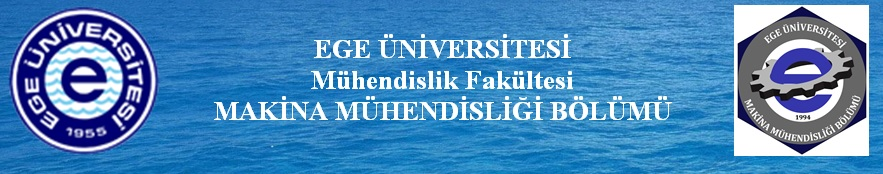 EGE ÜNİVERSİTESİ
1955
EGE ÜNİVERSİTESİ
Mühendislik Fakültesi
MAKİNA MÜHENDİSLİĞİ BÖLÜMÜ
EGE ÜNİVERSİTESİ
1994
MAKİNA MÜHENDİSLİĞİ BÖLÜMÜ